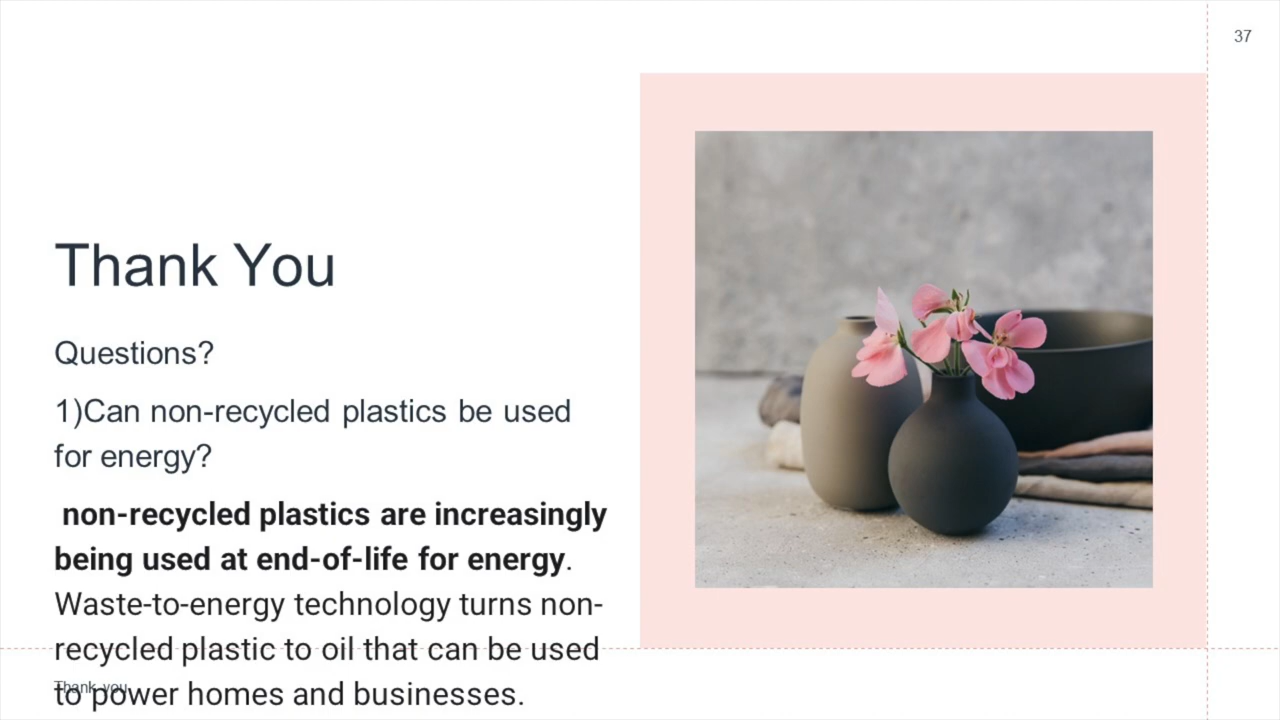 37
Thank You
Questions?
1)Can non-recycled plastics be used
for energy?
non-recycled plastics are increasingly
being used at end-of-life for energy.
Waste-to-energy technology turns non-
recycled plastic to oil that can be used
to power homes and businesses.
Thank you